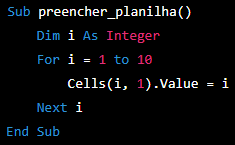 Sub preencher_planilha()
    Dim i As Integer
    For i = 1 to 10
        Cells(i, 1).Value = i
    Next i
End Sub